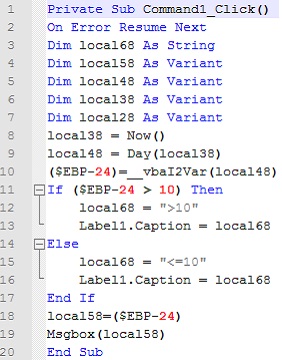 1 Private Sub Command1_Click()
2 On Error Resume Next
3 Dim local68 As String
4 Dim local58 As Variant
5 Dim local48 As Variant
6 Dim local38 As Variant
7 Dim local28 As Variant
8 local38 = Now()
9 local48 = Day(local38)
10 ($EBP-24)=__vbaI2Var(local48)
11 If ($EBP-24 > 10) Then
12 local68 = ">10"
13 Label1.Caption = local68
14 Else
15 local68 = "<=10"
16 Label1.Caption = local68
17 End If
18 local58=($EBP-24)
19 Msgbox(local58)
20 End Sub